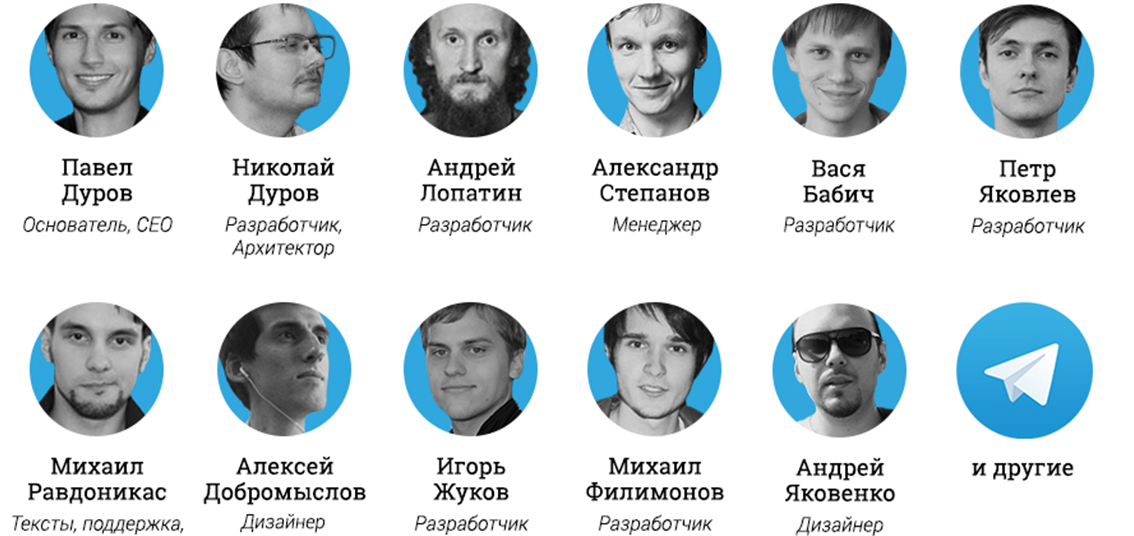 Павел
Дуров
Основатель, CEO
Николай
Дуров
Разработчик,
Архитектор
Андрей
Лопатин
Разработчик
Александр
Степанов
Менеджер
Вася
Бабич
Разработчик
Петр
Яковлев
Разработчик
Михаил
Равдоникас
Тексты, поддержка,
Алексей
Добромыслов
Дизайнер
Игорь
Жуков
Разработчик
Михаил
Филимонов
Разработчик
Андрей
Яковенко
Дизайнер
и другие